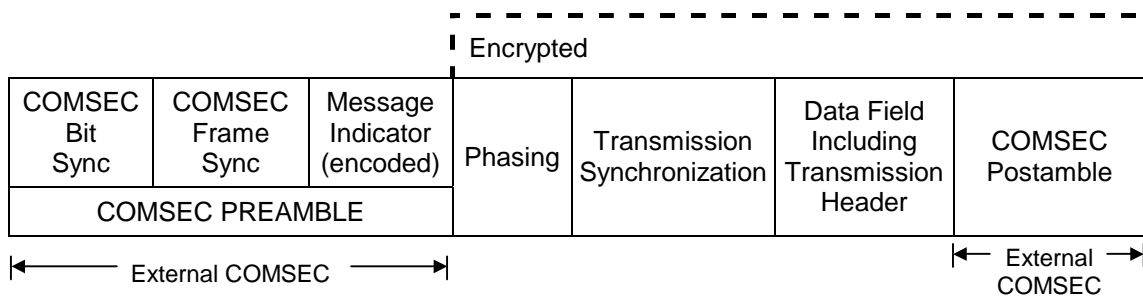 Encrypted
COMSEC
Bit
Sync
COMSEC
Frame
Sync
Message
Indicator
(encoded)
COMSEC PREAMBLE
Phasing
Transmission
Synchronization
Data Field
Including
Transmission
Header
COMSEC
Postamble
External COMSEC
External
COMSEC